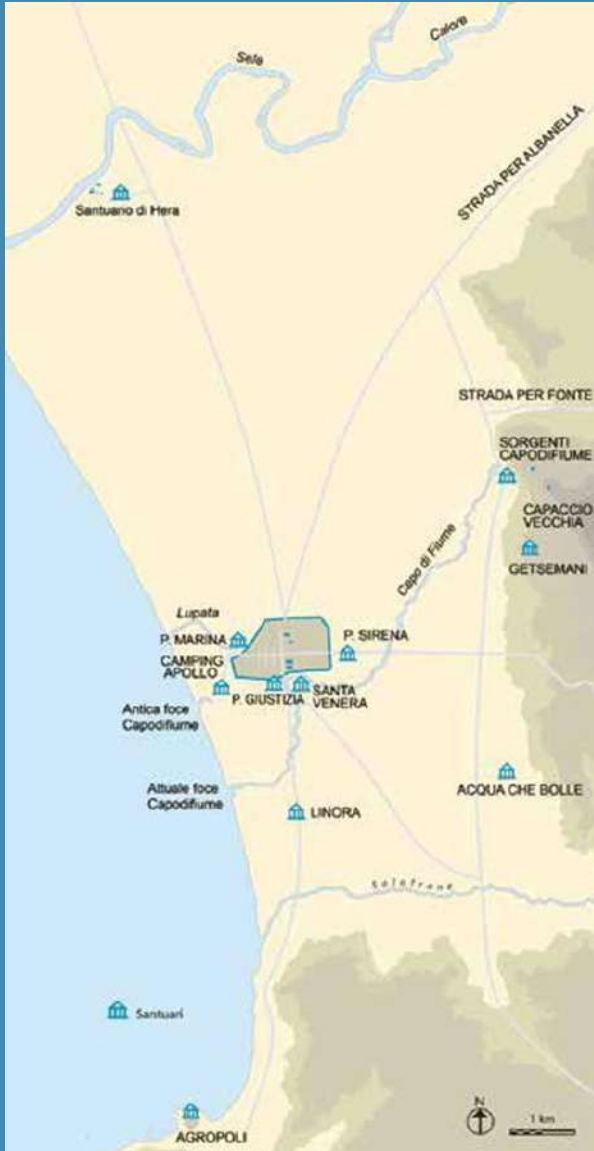 Calore
Sele
STRADA PER ALBANELLA
Santuario di Hera
STRADA PER FONTE
SORGENTI
CAPODIFIUME
CAPACCIO
VECCHIA
GETSEMANI
Capo di Fiume
Lupata
P. MARINA
P. SIRENA
CAMPING
APOLLO
P. GIUSTIZIA
SANTA
VENERA
Antica foce
Capodifiume
Attuale foce
Capodifiume
ACQUA CHE BOLLE
LINORA
Solofrone
Santuari
AGROPOLI
N
1 km